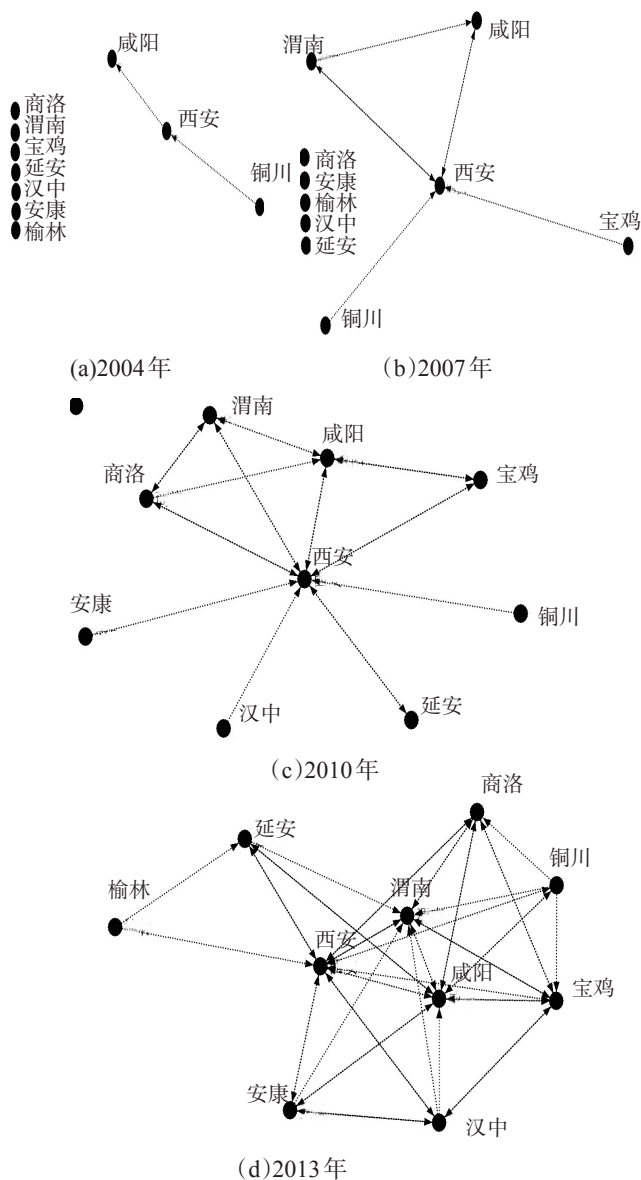 咸阳
商洛
渭南
宝鸡
延安
汉中
安康
榆林
西安
铜川
(a)2004年
渭南
咸阳
商洛
安康
榆林
汉中
延安
西安
宝鸡
铜川
(b)2007年
渭南
咸阳
商洛
宝鸡
西安
安康
铜川
汉中
延安
(c)2010年
商洛
延安
铜川
榆林
渭南
西安
咸阳
宝鸡
安康
汉中
(d)2013年